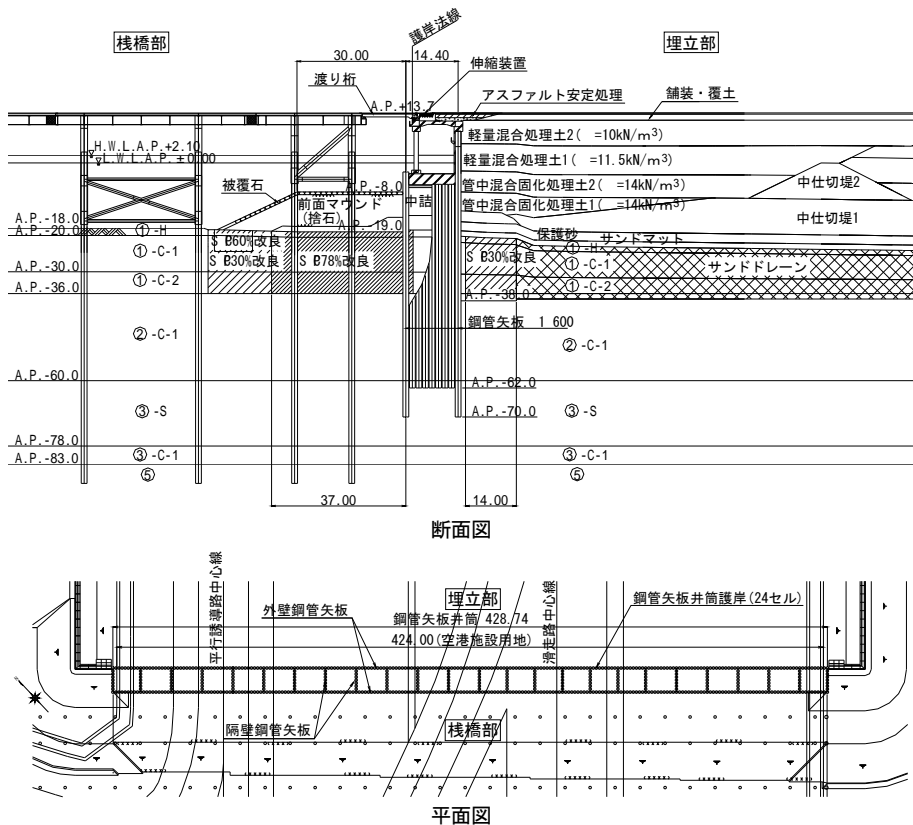 護岸法線
桟橋部
埋立部
30.00
14.40
伸縮装置
渡り桁
A.P.+13.7
アスファルト安定処理
舗装・覆土
軽量混合処理土2( =10kN/m³)
H.W.L.A.P.+2.10
L.W.L.A.P.±0.00
軽量混合処理土1( =11.5kN/m³)
被覆石
A.P.-8.0
管中混合固化処理土2( =14kN/m³)
中仕切堤2
前面マウンド
(捨石)
中詰
管中混合固化処理土1( =14kN/m³)
中仕切堤1
A.P.-18.0
A.P.-19.0
A.P.-20.0
①-H
保護砂
サンドマット
①-H
SCP60%改良
①-C-1
SCP30%改良
SCP78%改良
SCP30%改良
①-C-1
サンドドレーン
A.P.-30.0
①-C-2
①-C-2
A.P.-36.0
A.P.-38.0
鋼管矢板 1 600
②-C-1
②-C-1
A.P.-60.0
A.P.-62.0
③-S
A.P.-70.0
③-S
A.P.-78.0
③-C-1
③-C-1
A.P.-83.0
⑤
⑤
37.00
14.00
断面図
平行誘導路中心線
滑走路中心線
埋立部
外壁鋼管矢板
鋼管矢板井筒護岸(24セル)
鋼管矢板井筒 428.74
424.00(空港施設用地)
隔壁鋼管矢板
桟橋部
平面図